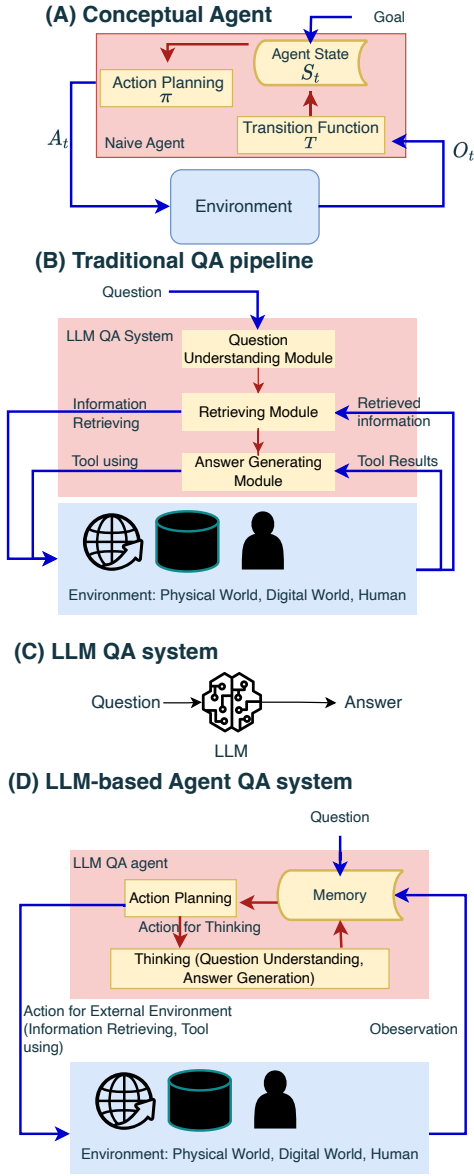 (A) Conceptual Agent
Goal
Agent State
S_t
Action Planning
π
Transition Function
T
Naive Agent
A_t
O_t
Environment
(B) Traditional QA pipeline
Question
LLM QA System
Question
Understanding Module
Information
Retrieving
Retrieving Module
Retrieved
information
Tool using
Answer Generating
Module
Tool Results
Environment: Physical World, Digital World, Human
(C) LLM QA system
Question
Answer
LLM
(D) LLM-based Agent QA system
Question
LLM QA agent
Action Planning
Memory
Action for Thinking
Thinking (Question Understanding,
Answer Generation)
Action for External Environment
(Information Retrieving, Tool
using)
Obeservation
Environment: Physical World, Digital World, Human